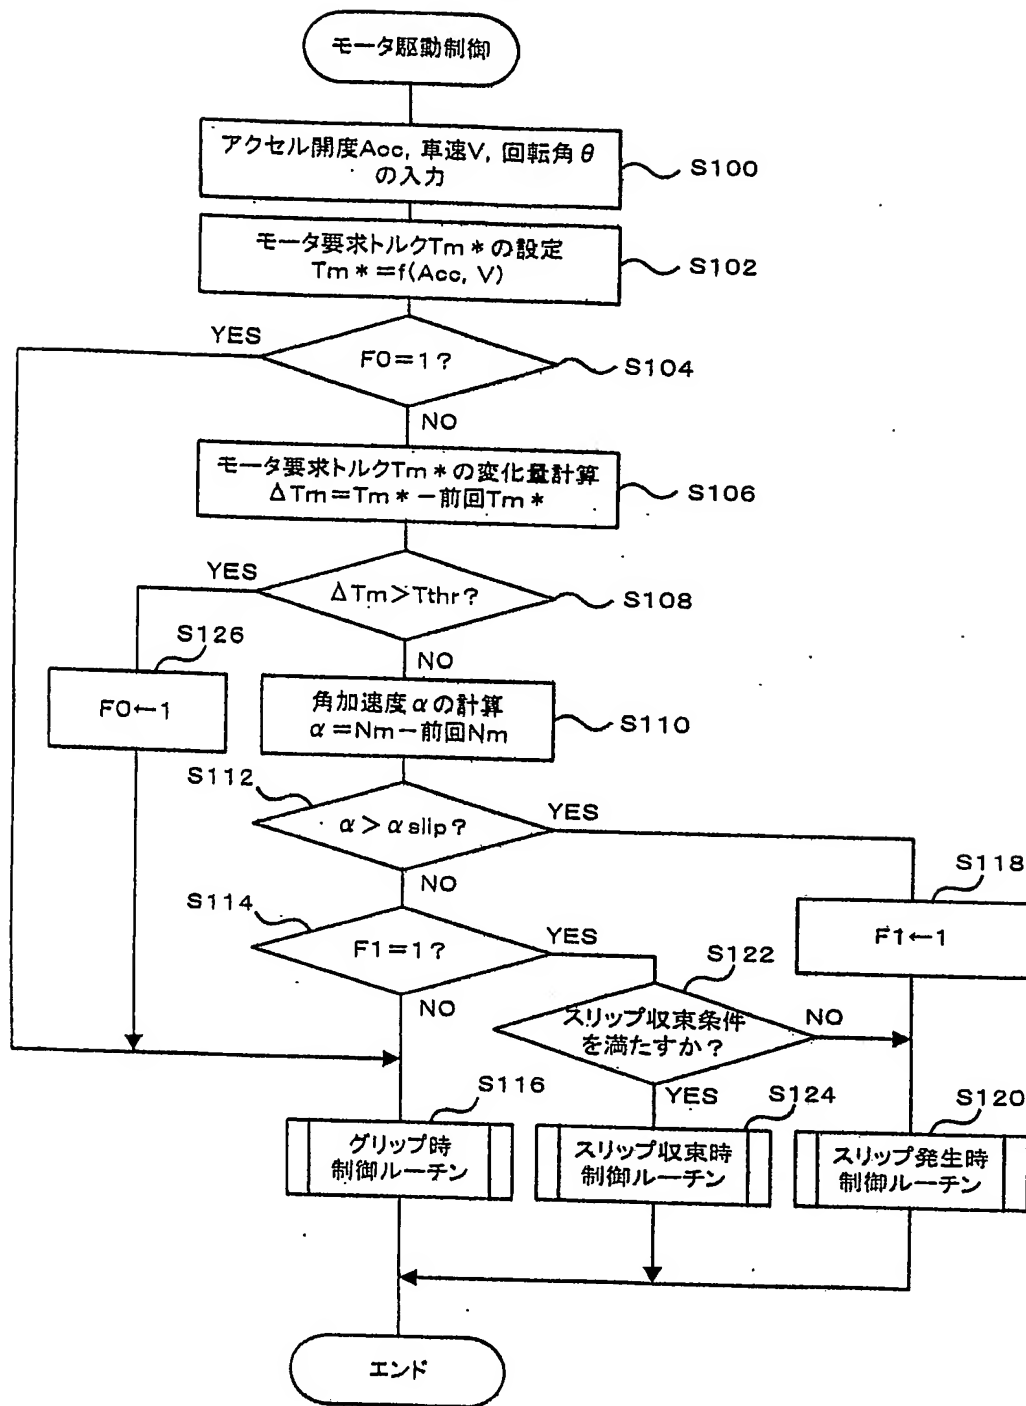 モータ駆動制御
アクセル開度Acc, 車速V, 回転角θ
の入力
S100
モータ要求トルクTm*の設定
Tm*=f(Acc, V)
S102
YES
F0=1?
S104
NO
モータ要求トルクTm*の変化量計算
ΔTm=Tm*-前回Tm*
S106
YES
ΔTm>Tthr?
S108
NO
S126
F0←1
角加速度αの計算
α=Nm-前回Nm
S110
S112
α>αslip?
YES
NO
S118
F1←1
S114
F1=1?
YES
NO
S122
スリップ収束条件
を満たすか?
NO
YES
S116
グリップ時
制御ルーチン
S124
スリップ収束時
制御ルーチン
S120
スリップ発生時
制御ルーチン
エンド